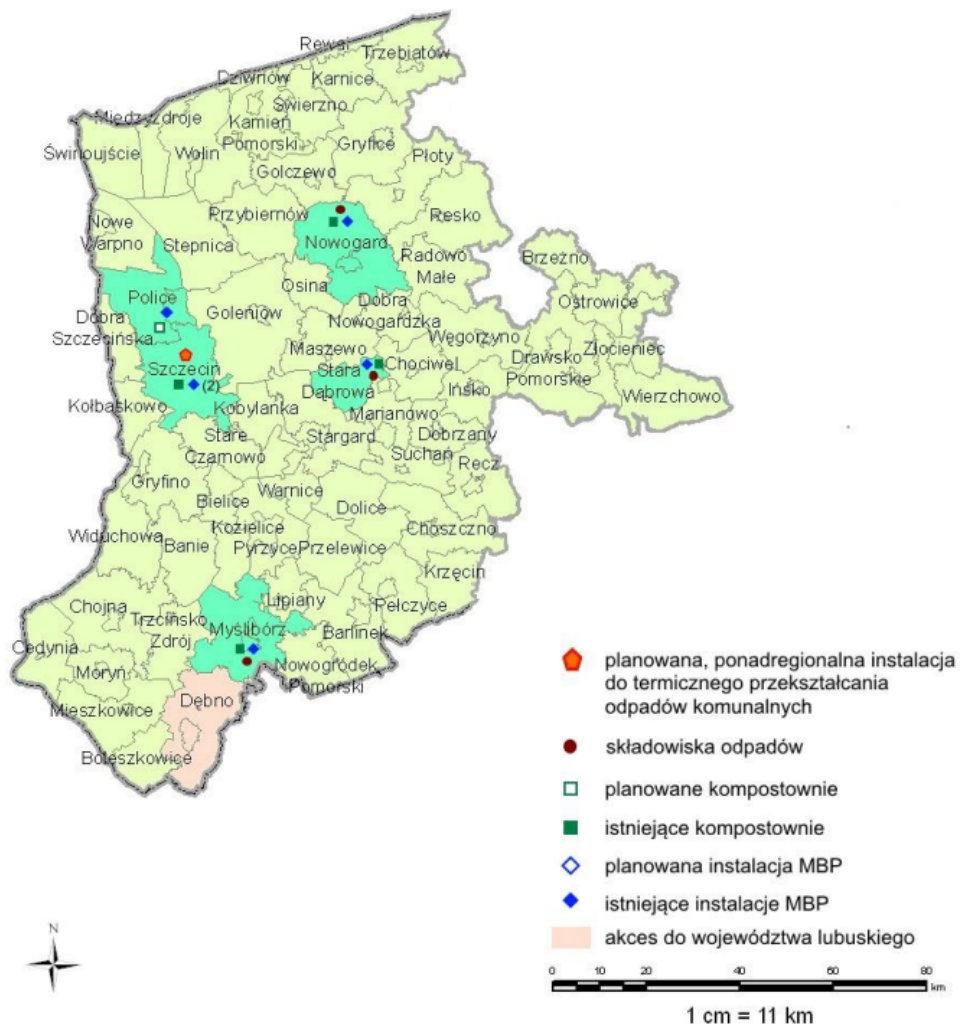 Rewal
Trzebiatów
Dziwnów
Karnice
Świerzno
Międzyzdroje
Kamień
Pomorski
Gryfice
Świnoujście
Wolin
Płoty
Golczewo
Przybiernów
Resko
Nowe
Warpno
Stepnica
Nowogard
Radowo
Małe
Brzeżno
Osina
Police
Dobra
Nowogardzka
Ostrowice
Dobra
Szczecińska
Goleniów
Węgorzyno
Maszewo
Drawsko
Pomorskie
Złocieniec
Szczecin
Stara
Dąbrowa
Chociwel
(2)
Ińsko
Wierzchowo
Kołbaskowo
Kobylanka
Marianowo
Stare
Czarnowo
Stargard
Dobrzany
Suchań
Recz
Gryfino
Bielice
Warnice
Dolice
Widuchowa
Kozielice
Choszczno
Banie
Pyrzyce
Przelewice
Krzęcin
Chojna
Lipiany
Pełczyce
Trzcińsko
Zdrój
Myślibórz
Barlinek
Cedynia
Moryń
Nowogródek
Pomorski
Dębno
Mieszkowice
Boleszkowice
planowana, ponadregionalna instalacja
do termicznego przekształcania
odpadów komunalnych
składowiska odpadów
planowane kompostownie
istniejące kompostownie
planowana instalacja MBP
istniejące instalacje MBP
akces do województwa lubuskiego
N
0 10 20 40 60 80
km
1 cm = 11 km